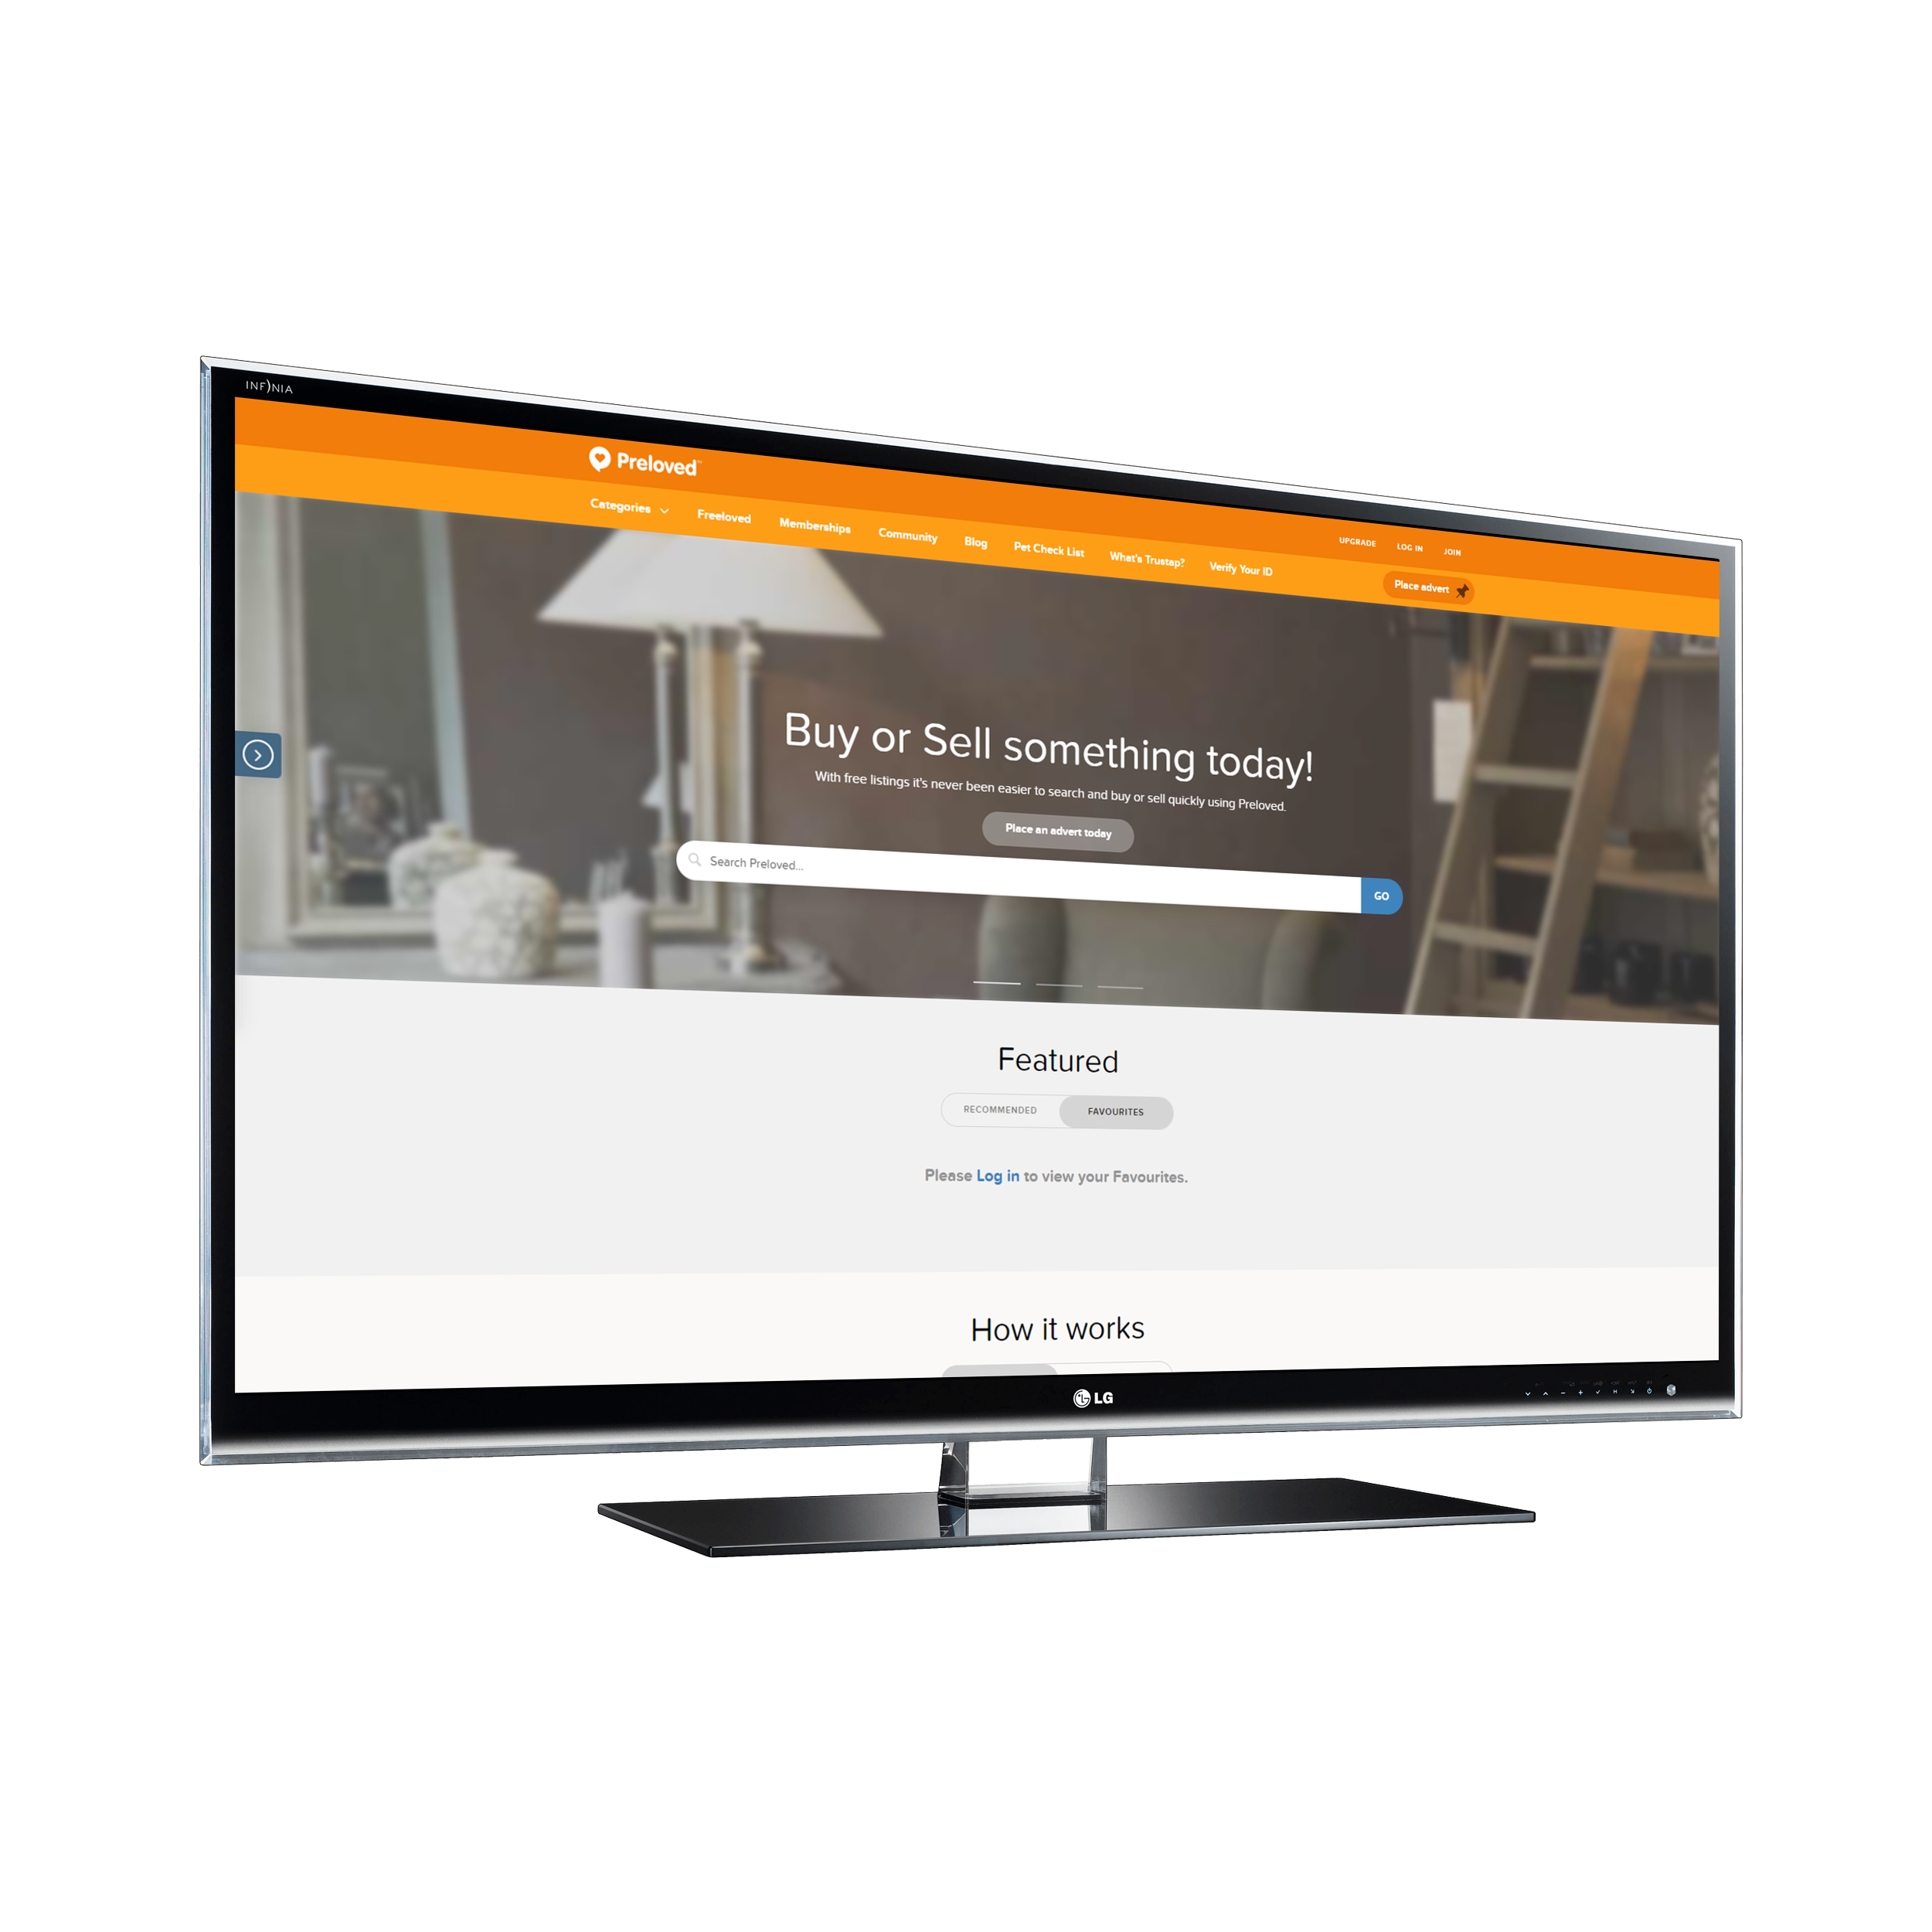 INFINIA
Preloved™
UPGRADE LOG IN JOIN
Categories Freeloved Memberships Community Blog Pet Check List What's Trustap? Verify Your ID Place advert
Buy or Sell something today!
With free listings it's never been easier to search and buy or sell quickly using Preloved.
Place an advert today
Search Preloved...
GO
Featured
RECOMMENDED FAVOURITES
Please Log in to view your Favourites.
How it works
LG